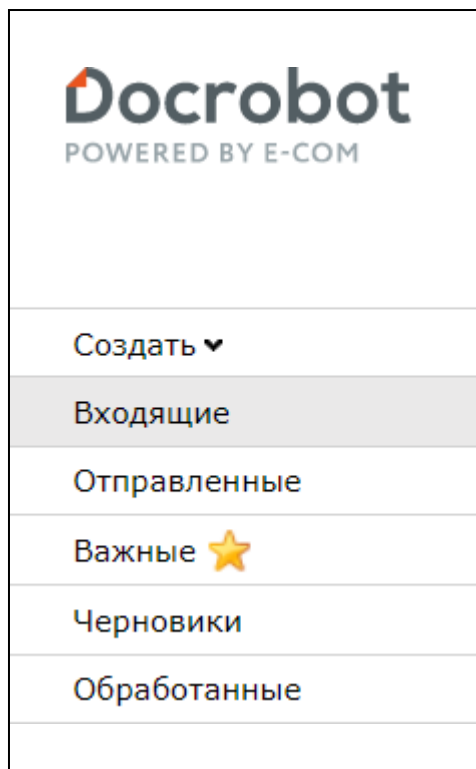 Docrobot
POWERED BY E-COM
Создать
Входящие
Отправленные
Важные
Черновики
Обработанные